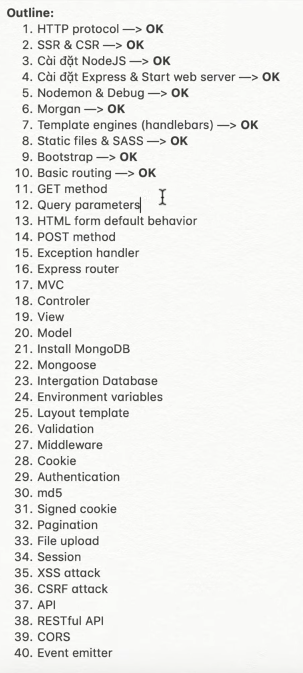 Outline:
1. HTTP protocol —> OK
2. SSR & CSR —> OK
3. Cài đặt NodeJS —> OK
4. Cài đặt Express & Start web server —> OK
5. Nodemon & Debug —> OK
6. Morgan —> OK
7. Template engines (handlebars) —> OK
8. Static files & SASS —> OK
9. Bootstrap —> OK
10. Basic routing —> OK
11. GET method
12. Query parameters
13. HTML form default behavior
14. POST method
15. Exception handler
16. Express router
17. MVC
18. Controler
19. View
20. Model
21. Install MongoDB
22. Mongoose
23. Intergation Database
24. Environment variables
25. Layout template
26. Validation
27. Middleware
28. Cookie
29. Authentication
30. md5
31. Signed cookie
32. Pagination
33. File upload
34. Session
35. XSS attack
36. CSRF attack
37. API
38. RESTful API
39. CORS
40. Event emitter